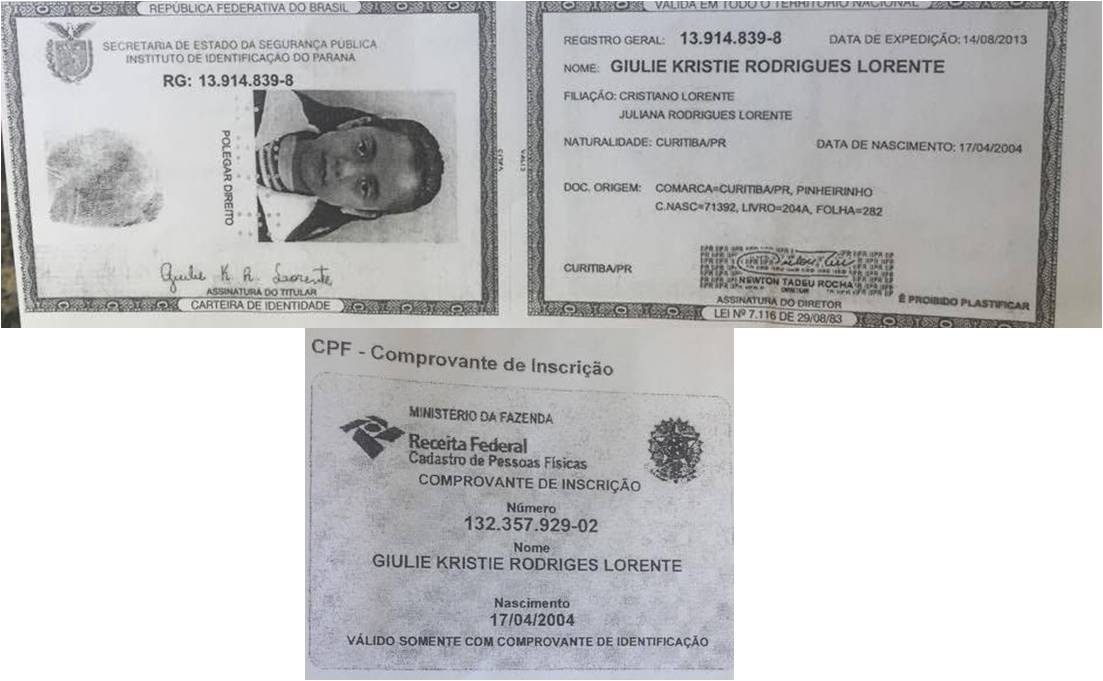 REPÚBLICA FEDERATIVA DO BRASIL
SECRETARIA DE ESTADO DA SEGURANÇA PÚBLICA
INSTITUTO DE IDENTIFICAÇÃO DO PARANÁ
RG: 13.914.839-8
POLEGAR DIREITO
Giulie K. R. Lorente
ASSINATURA DO TITULAR
CARTEIRA DE IDENTIDADE
VÁLIDA EM TODO O TERRITÓRIO NACIONAL
REGISTRO GERAL: 13.914.839-8 DATA DE EXPEDIÇÃO: 14/08/2013
NOME: GIULIE KRISTIE RODRIGUES LORENTE
FILIAÇÃO: CRISTIANO LORENTE
JULIANA RODRIGUES LORENTE
NATURALIDADE: CURITIBA/PR DATA DE NASCIMENTO: 17/04/2004
DOC. ORIGEM: COMARCA=CURITIBA/PR, PINHEIRINHO
C.NASC=71392, LIVRO=204A, FOLHA=282
CURITIBA/PR
NEWTON TADEU ROCHA
DIRETOR
ASSINATURA DO DIRETOR
É PROIBIDO PLASTIFICAR
LEI Nº 7.116 DE 29/08/83
CPF - Comprovante de Inscrição
MINISTÉRIO DA FAZENDA
Receita Federal
Cadastro de Pessoas Físicas
COMPROVANTE DE INSCRIÇÃO
Número
132.357.929-02
Nome
GIULIE KRISTIE RODRIGES LORENTE
Nascimento
17/04/2004
VÁLIDO SOMENTE COM COMPROVANTE DE IDENTIFICAÇÃO